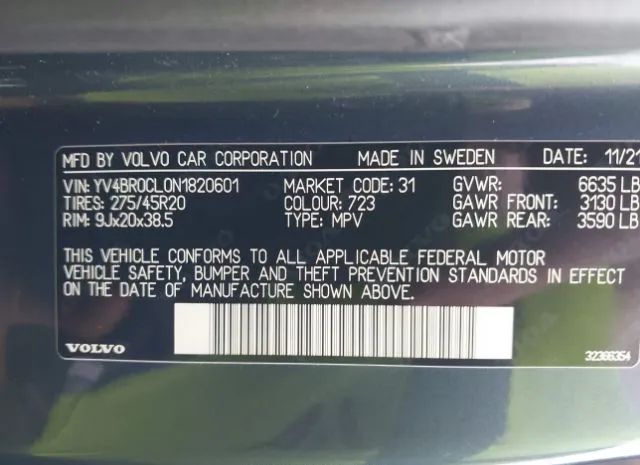 MFD BY VOLVO CAR CORPORATION MADE IN SWEDEN 11/21
VIN: YV4BR0CL0N1820601 MARKET CODE: 31 GVWR: 6635 LB
TIRES: 275/45R20 COLOUR: 723 GAWR FRONT: 3130 LB
RIM: 9Jx20x38.5 TYPE: MPV GAWR REAR: 3590 LB
THIS VEHICLE CONFORMS TO ALL APPLICABLE FEDERAL MOTOR
VEHICLE SAFETY, BUMPER AND THEFT PREVENTION STANDARDS IN EFFECT
ON THE DATE OF MANUFACTURE SHOWN ABOVE.
VOLVO 32366354